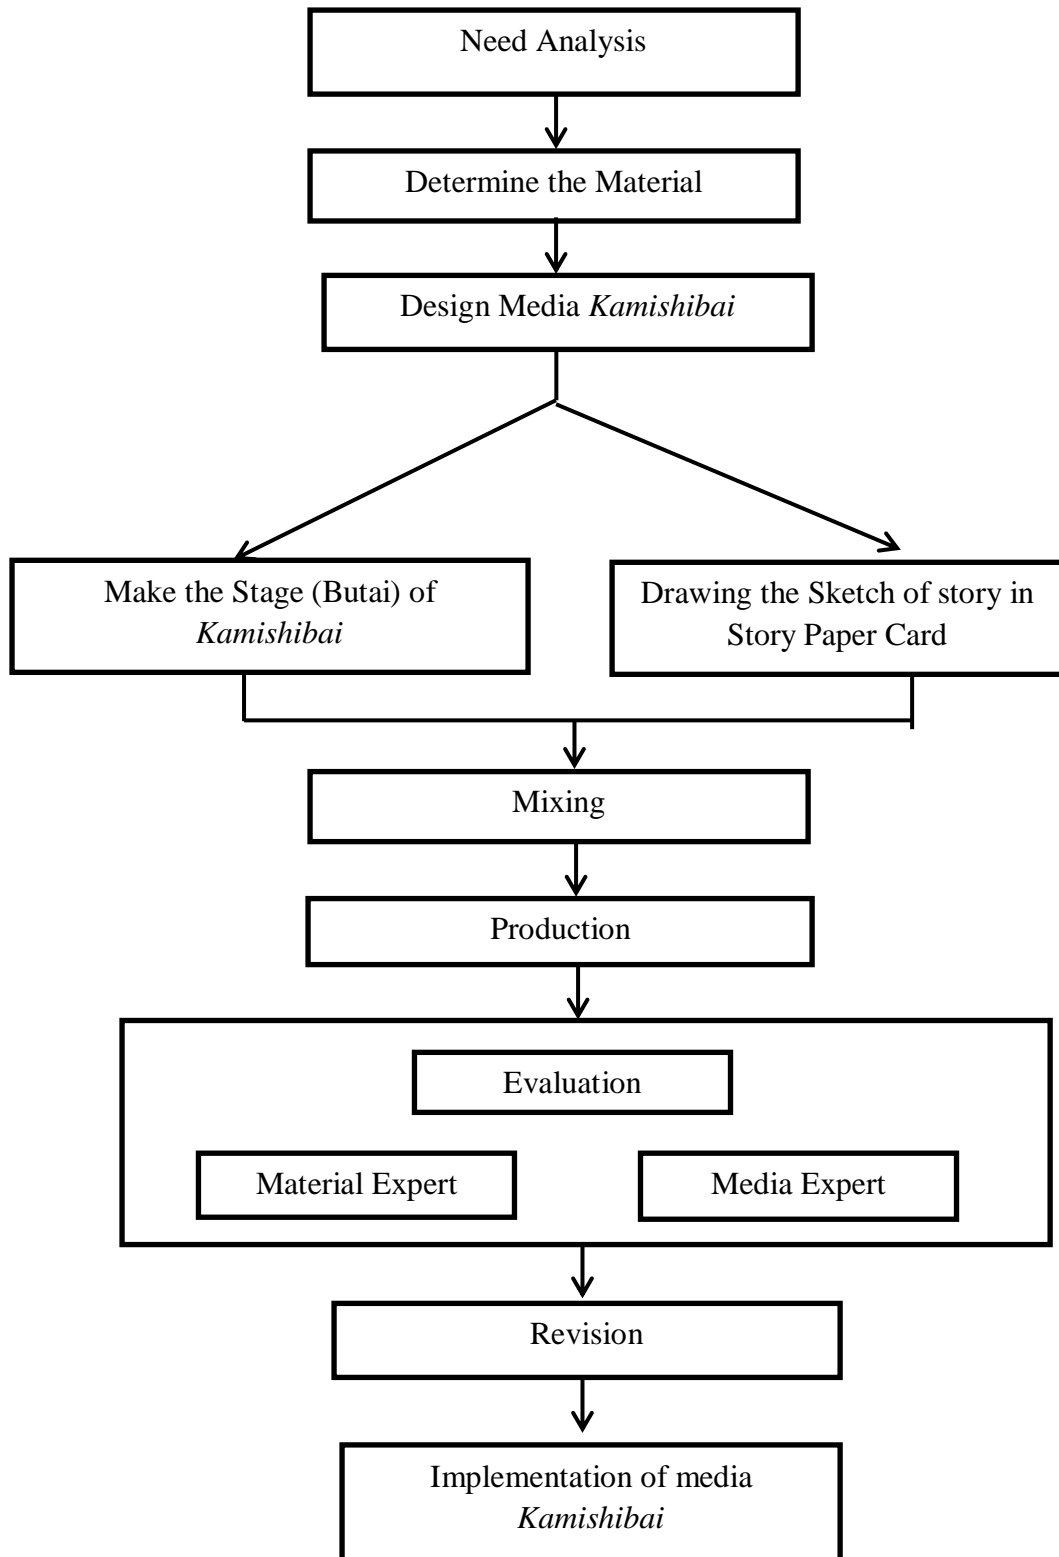 Need Analysis
Determine the Material
Design Media Kamishibai
Make the Stage (Butai) of
Kamishibai
Drawing the Sketch of story in
Story Paper Card
Mixing
Production
Evaluation
Material Expert
Media Expert
Revision
Implementation of media
Kamishibai